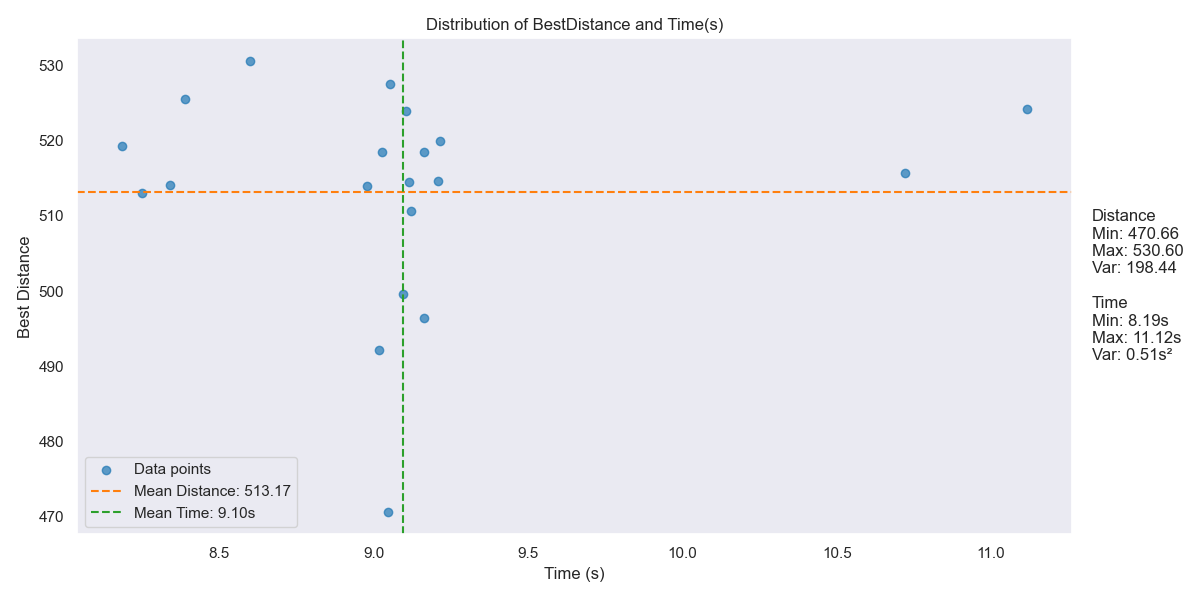 Distribution of BestDistance and Time(s)
530
520
510
500
490
480
470
Best Distance
8.5
9.0
9.5
10.0
10.5
11.0
Time (s)
Data points
Mean Distance: 513.17
Mean Time: 9.10s
Distance
Min: 470.66
Max: 530.60
Var: 198.44
Time
Min: 8.19s
Max: 11.12s
Var: 0.51s²